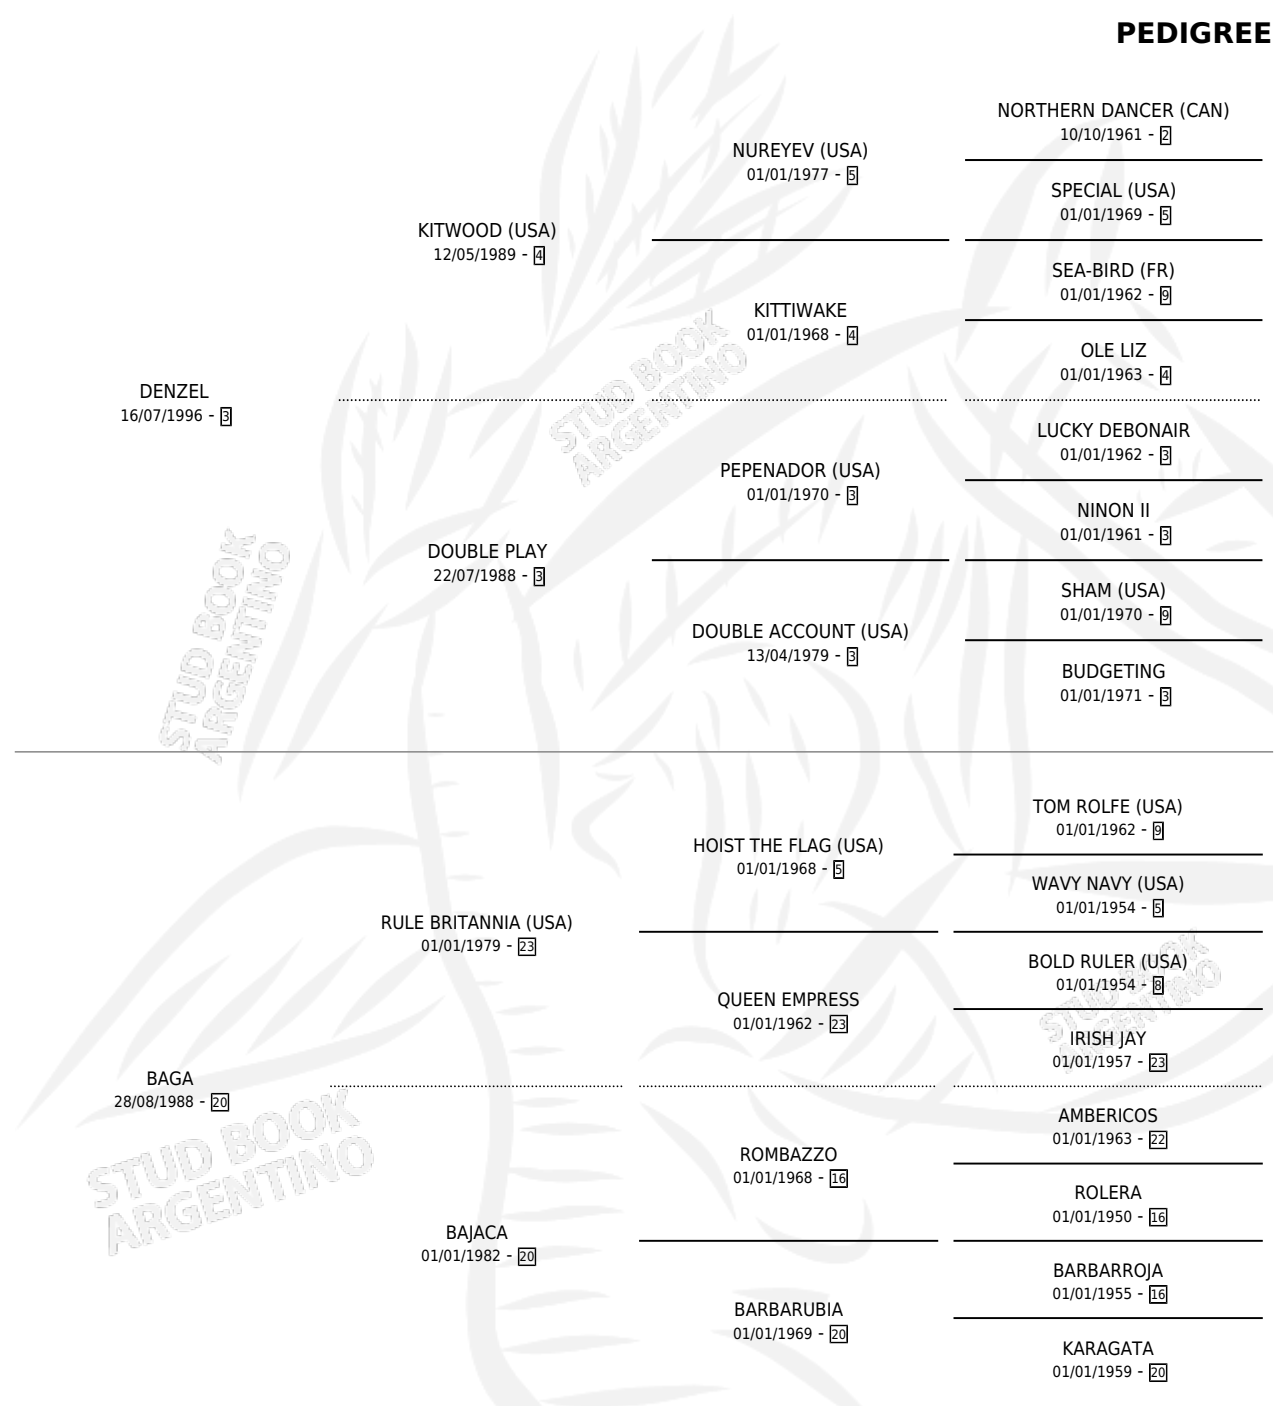 PEDIGREE
NORTHERN DANCER (CAN)
10/10/1961 - 2
NUREYEV (USA)
01/01/1977 - 5
SPECIAL (USA)
01/01/1969 - 5
KITWOOD (USA)
12/05/1989 - 4
SEA-BIRD (FR)
01/01/1962 - 9
KITTIWAKE
01/01/1968 - 4
OLE LIZ
01/01/1963 - 4
DENZEL
16/07/1996 - 3
LUCKY DEBONAIR
01/01/1962 - 3
PEPENADOR (USA)
01/01/1970 - 3
NINON II
01/01/1961 - 3
DOUBLE PLAY
22/07/1988 - 3
SHAM (USA)
01/01/1970 - 9
DOUBLE ACCOUNT (USA)
13/04/1979 - 3
BUDGETING
01/01/1971 - 3
STUD BOOK
ARGENTINO
STUD BOOK
ARGENTINO
TOM ROLFE (USA)
01/01/1962 - 9
HOIST THE FLAG (USA)
01/01/1968 - 5
WAVY NAVY (USA)
01/01/1954 - 5
RULE BRITANNIA (USA)
01/01/1979 - 23
BOLD RULER (USA)
01/01/1954 - 8
QUEEN EMPRESS
01/01/1962 - 23
IRISH JAY
01/01/1957 - 23
BAGA
28/08/1988 - 20
AMBERICOS
01/01/1963 - 22
ROMBAZZO
01/01/1968 - 16
ROLERA
01/01/1950 - 16
BAJACA
01/01/1982 - 20
BARBARROJA
01/01/1955 - 16
BARBARUBIA
01/01/1969 - 20
KARAGATA
01/01/1959 - 20
STUD BOOK
ARGENTINO
STUD BOOK
ARGENTINO